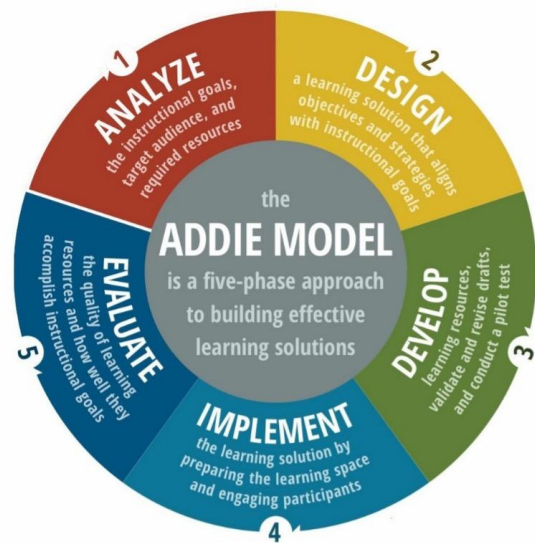 the
ADDIE MODEL
is a five-phase approach
to building effective
learning solutions
1
ANALYZE
the instructional goals,
target audience, and
required resources
2
DESIGN
a learning solution that aligns
objectives and strategies
with instructional goals
3
DEVELOP
learning resources,
validate and revise drafts,
and conduct a pilot test
4
IMPLEMENT
the learning solution by
preparing the learning space
and engaging participants
5
EVALUATE
the quality of learning
resources and how well they
accomplish instructional goals